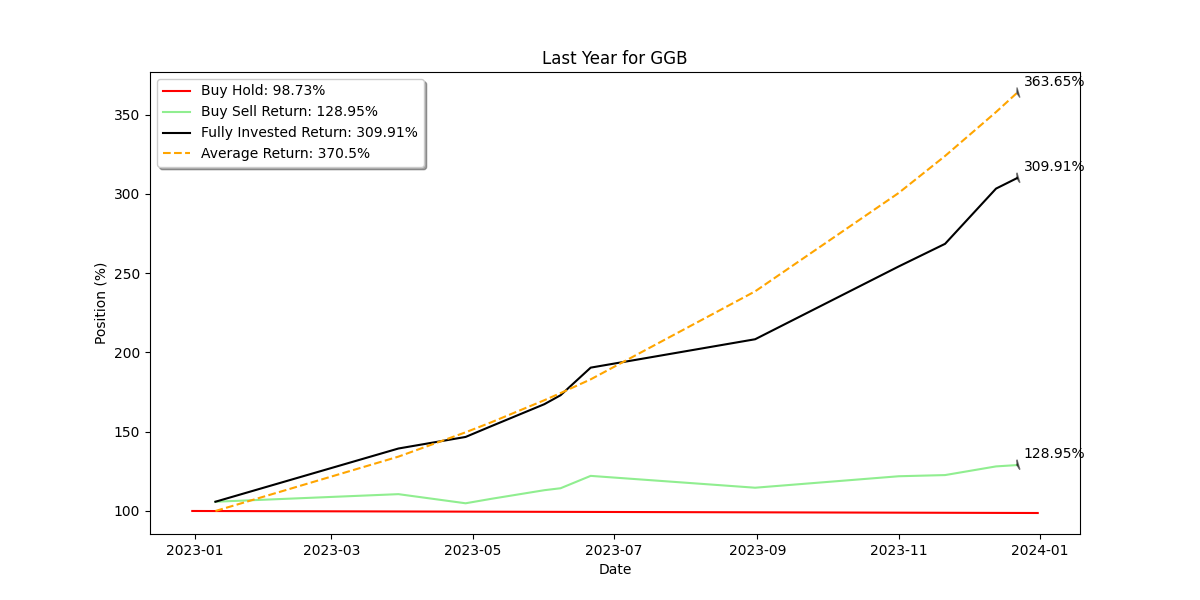 Last Year for GGB
Buy Hold: 98.73%
Buy Sell Return: 128.95%
Fully Invested Return: 309.91%
Average Return: 370.5%
363.65%
309.91%
128.95%
Position (%)
350
300
250
200
150
100
2023-01
2023-03
2023-05
2023-07
2023-09
2023-11
2024-01
Date